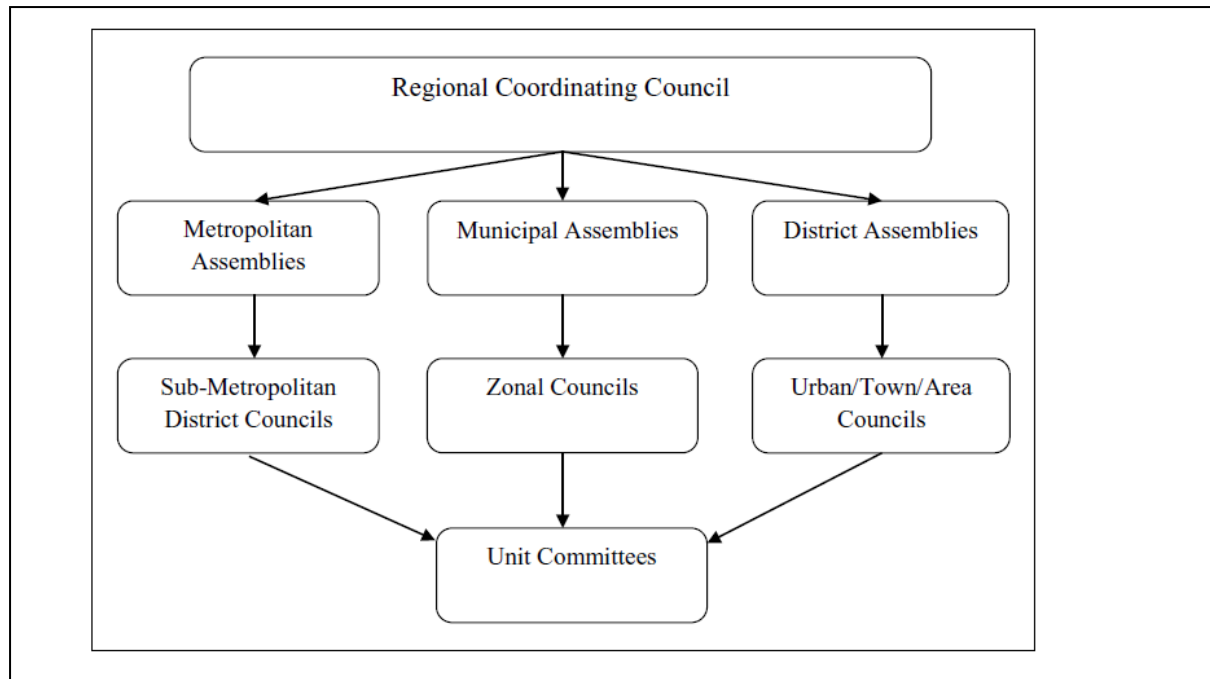 Regional Coordinating Council
Metropolitan
Assemblies
Municipal Assemblies
District Assemblies
Sub-Metropolitan
District Councils
Zonal Councils
Urban/Town/Area
Councils
Unit Committees